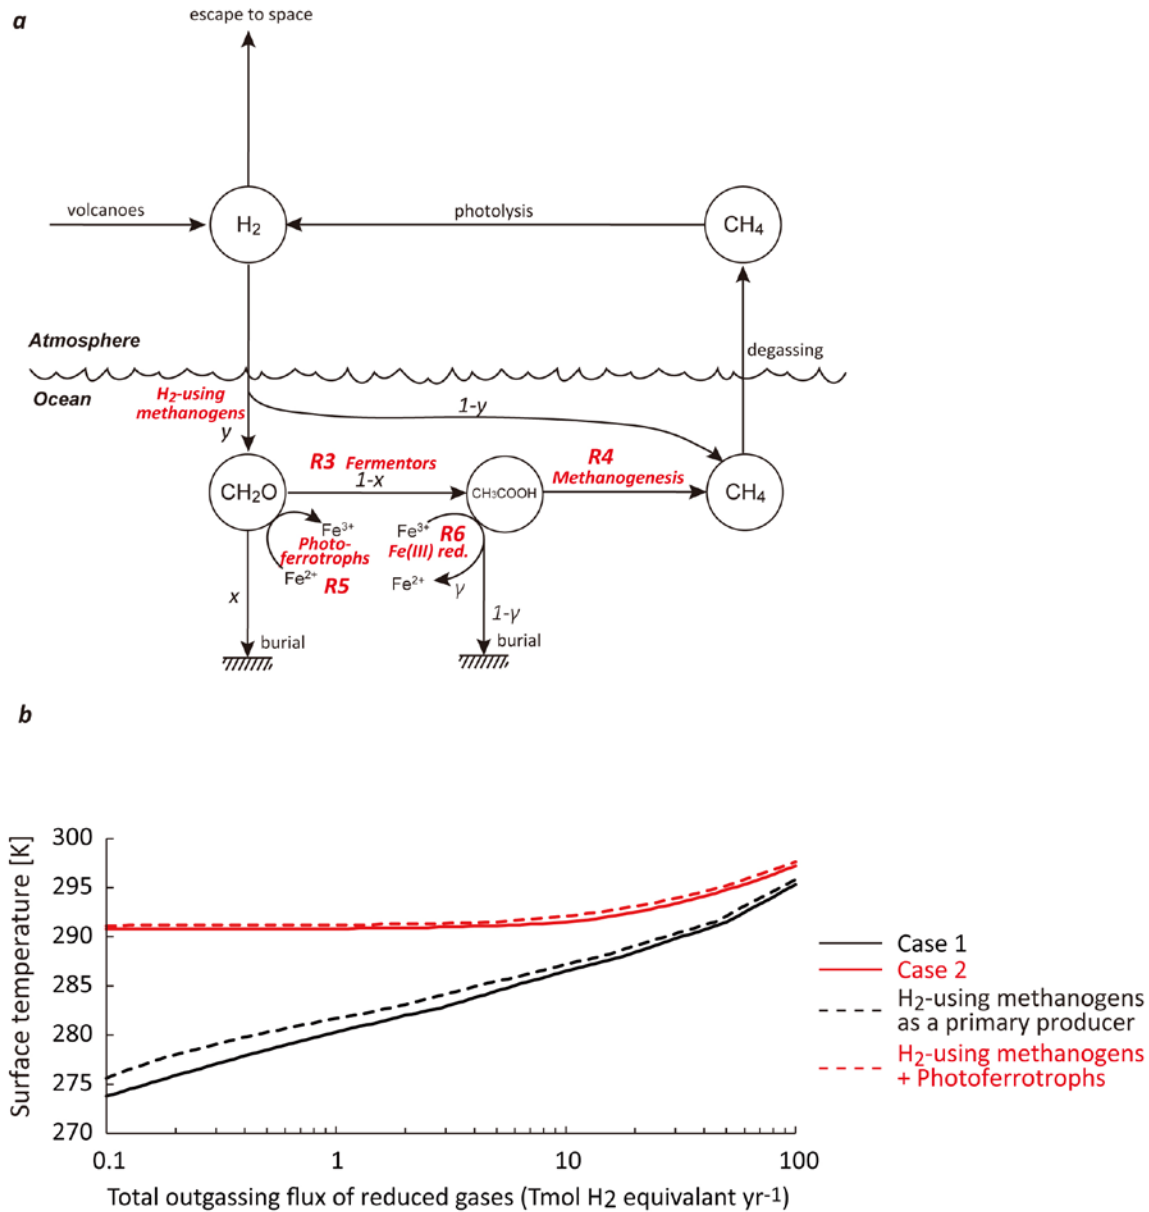 a
escape to space
volcanoes
H2
photolysis
CH4
Atmosphere
degassing
Ocean
H2-using
methanogens
y
1-y
R3 Fermentors
1-x
R4
Methanogenesis
CH2O
CH3COOH
CH4
Fe3+
Photo-
ferrotrophs
Fe2+ R5
Fe3+ R6
Fe(III) red.
Fe2+
γ
x
1-γ
burial
burial
b
Surface temperature [K]
300
295
290
285
280
275
270
0.1
1
10
100
Total outgassing flux of reduced gases (Tmol H2 equivalant yr-1)
Case 1
Case 2
H2-using methanogens
as a primary producer
H2-using methanogens
+ Photoferrotrophs